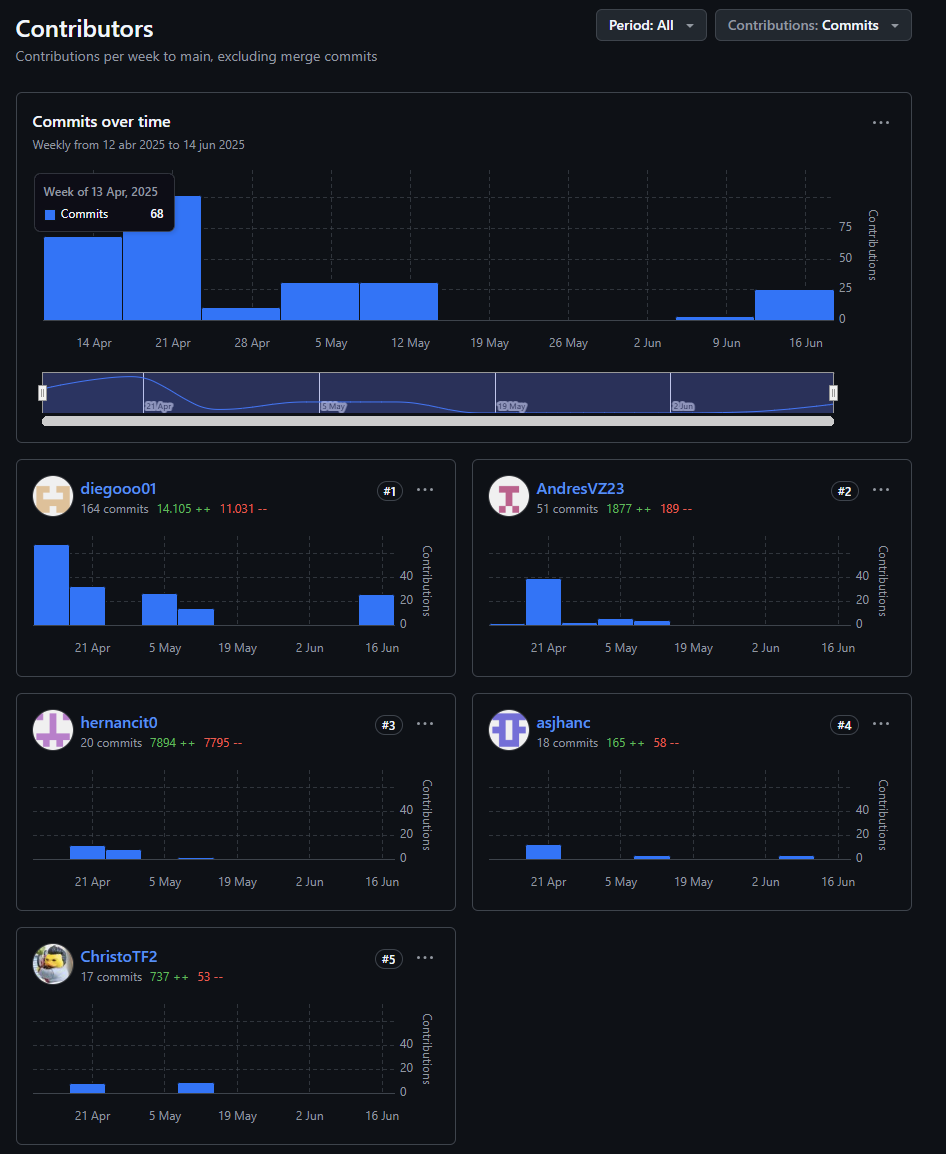 Contributors
Period: All
Contributions: Commits
Contributions per week to main, excluding merge commits
Commits over time
Weekly from 12 abr 2025 to 14 jun 2025
Week of 13 Apr, 2025
Commits 68
75
50
25
0
Contributions
14 Apr 21 Apr 28 Apr 5 May 12 May 19 May 26 May 2 Jun 9 Jun 16 Jun
21 Apr 5 May 19 May 2 Jun
diegooo01 #1
164 commits 14.105 ++ 11.031 --
40
20
0
Contributions
21 Apr 5 May 19 May 2 Jun 16 Jun
AndresVZ23 #2
51 commits 1877 ++ 189 --
40
20
0
Contributions
21 Apr 5 May 19 May 2 Jun 16 Jun
hernancit0 #3
20 commits 7894 ++ 7795 --
40
20
0
Contributions
21 Apr 5 May 19 May 2 Jun 16 Jun
asjhanc #4
18 commits 165 ++ 58 --
40
20
0
Contributions
21 Apr 5 May 19 May 2 Jun 16 Jun
ChristoTF2 #5
17 commits 737 ++ 53 --
40
20
0
Contributions
21 Apr 5 May 19 May 2 Jun 16 Jun